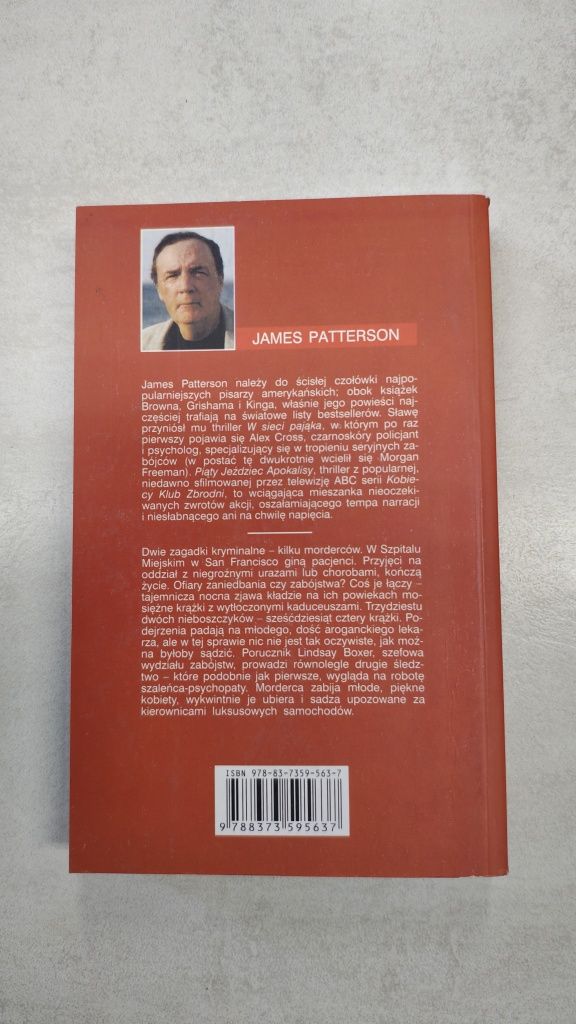 JAMES PATTERSON
James Patterson należy do ścisłej czołówki najpo-
pularniejszych pisarzy amerykańskich; obok książek
Browna, Grishama i Kinga, właśnie jego powieści naj-
częściej trafiają na światowe listy bestsellerów. Sławę
przyniósł mu thriller W sieci pająka, w którym po raz
pierwszy pojawia się Alex Cross, czarnoskóry policjant
i psycholog, specjalizujący się w tropieniu seryjnych za-
bójców (w postać tę dwukrotnie wcielił się Morgan
Freeman). Piąty Jeździec Apokalisy, thriller z popularnej,
niedawno sfilmowanej przez telewizję ABC serii Kobie-
cy Klub Zbrodni, to wciągająca mieszanka nieoczeki-
wanych zwrotów akcji, oszałamiającego tempa narracji
i niesłabnącego ani na chwilę napięcia.
Dwie zagadki kryminalne – kilku morderców. W Szpitalu
Miejskim w San Francisco giną pacjenci. Przyjęci na
oddział z niegroźnymi urazami lub chorobami, kończą
życie. Ofiary zaniedbania czy zabójstwa? Coś je łączy –
tajemnicza nocna zjawa kładzie na ich powiekach mo-
siężne krążki z wytłoczonymi kaduceuszami. Trzydziestu
dwóch nieboszczyków – sześćdziesiąt cztery krążki. Po-
dejrzenia padają na młodego, dość aroganckiego leka-
rza, ale w tej sprawie nic nie jest tak oczywiste, jak moż-
na byłoby sądzić. Porucznik Lindsay Boxer, szefowa
wydziału zabójstw, prowadzi równolegle drugie śledz-
two – które podobnie jak pierwsze, wygląda na robotę
szaleńca-psychopaty. Morderca zabija młode, piękne
kobiety, wykwintnie je ubiera i sadza upozowane za
kierownicami luksusowych samochodów.
ISBN 978-83-7359-563-7
9 788373 595637